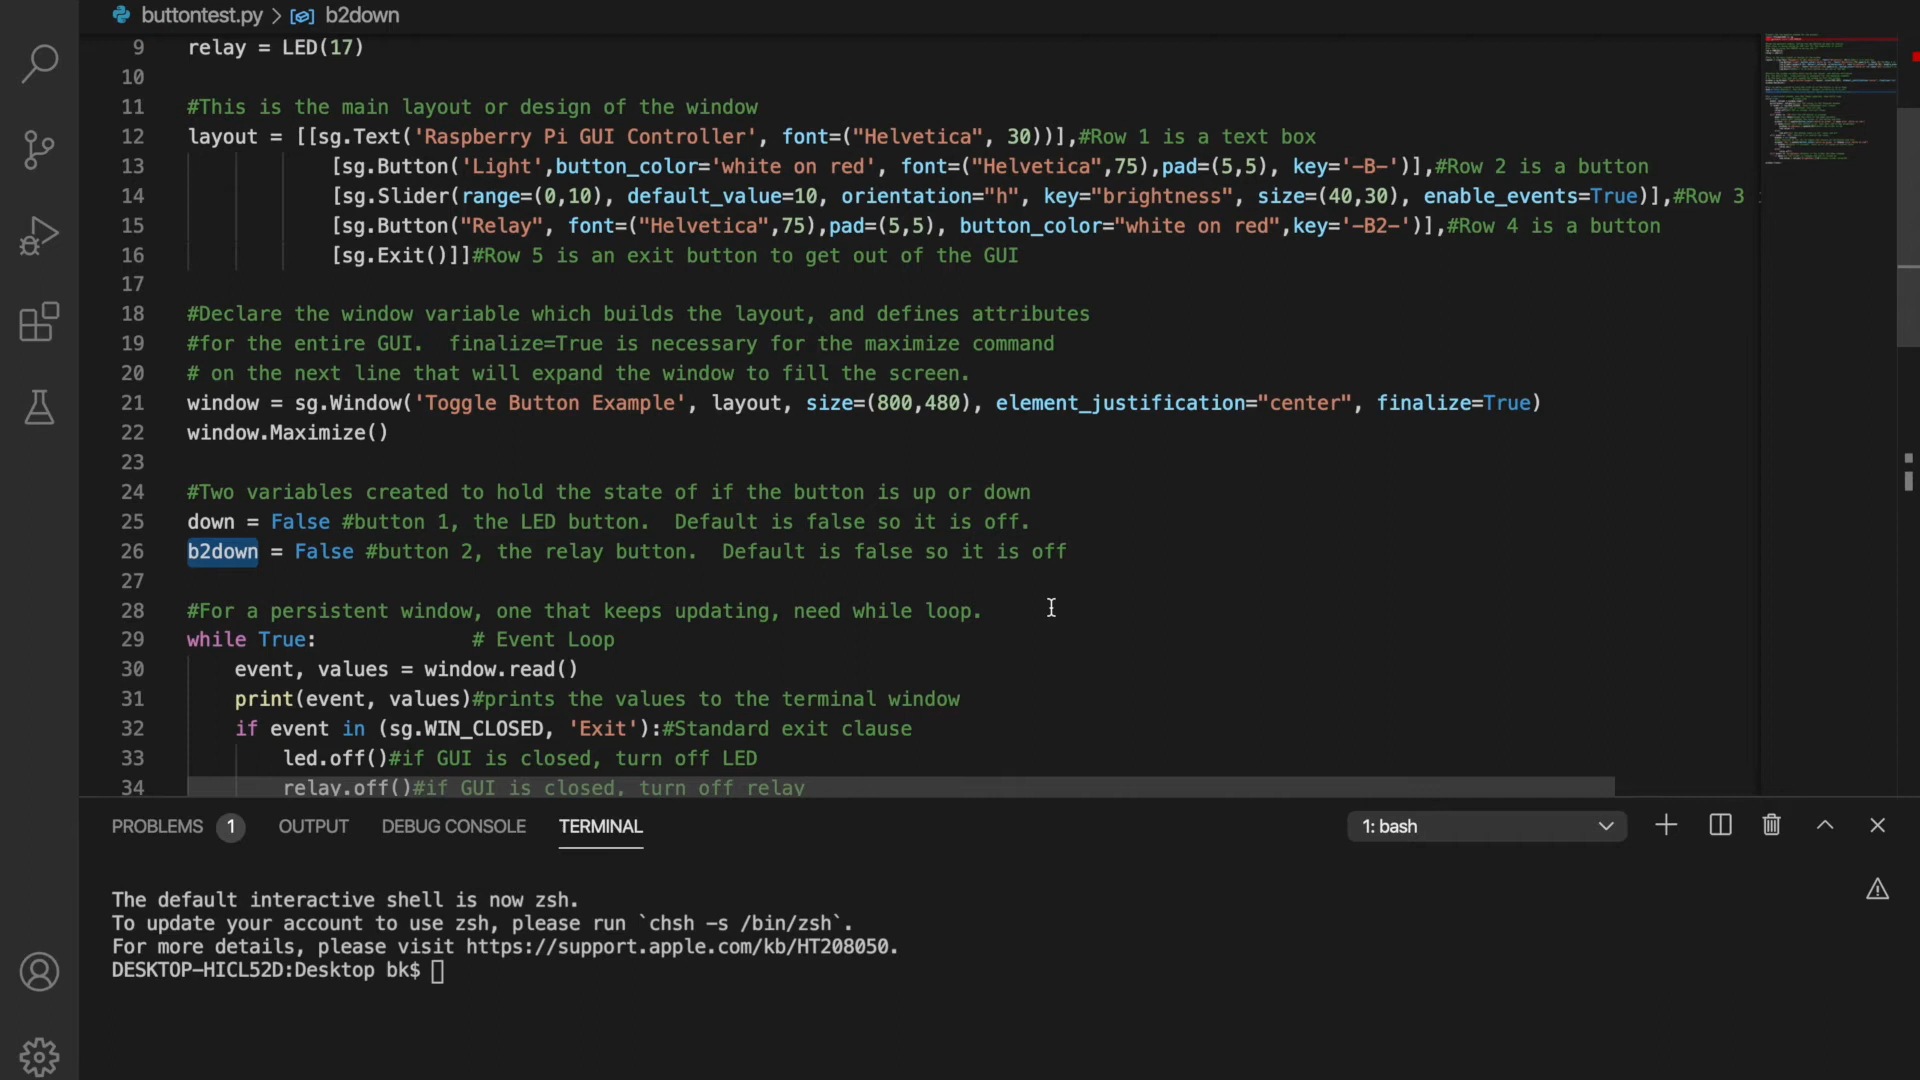 buttontest.py > b2down
9 relay = LED(17)
10
11 #This is the main layout or design of the window
12 layout = [[sg.Text('Raspberry Pi GUI Controller', font=("Helvetica", 30))],#Row 1 is a text box
13 [sg.Button('Light',button_color='white on red', font=("Helvetica",75),pad=(5,5), key='-B-')],#Row 2 is a button
14 [sg.Slider(range=(0,10), default_value=10, orientation="h", key="brightness", size=(40,30), enable_events=True)],#Row 3
15 [sg.Button("Relay", font=("Helvetica",75),pad=(5,5), button_color="white on red",key='-B2-')],#Row 4 is a button
16 [sg.Exit()]]#Row 5 is an exit button to get out of the GUI
17
18 #Declare the window variable which builds the layout, and defines attributes
19 #for the entire GUI.  finalize=True is necessary for the maximize command
20 # on the next line that will expand the window to fill the screen.
21 window = sg.Window('Toggle Button Example', layout, size=(800,480), element_justification="center", finalize=True)
22 window.Maximize()
23
24 #Two variables created to hold the state of if the button is up or down
25 down = False #button 1, the LED button.  Default is false so it is off.
26 b2down = False #button 2, the relay button.  Default is false so it is off
27
28 #For a persistent window, one that keeps updating, need while loop.
29 while True:             # Event Loop
30 event, values = window.read()
31 print(event, values)#prints the values to the terminal window
32 if event in (sg.WIN_CLOSED, 'Exit'):#Standard exit clause
33 led.off()#if GUI is closed, turn off LED
34 relay.off()#if GUI is closed, turn off relay
PROBLEMS 1 OUTPUT DEBUG CONSOLE TERMINAL 1: bash
The default interactive shell is now zsh.
To update your account to use zsh, please run `chsh -s /bin/zsh`.
For more details, please visit https://support.apple.com/kb/HT208050.
DESKTOP-HICL52D:Desktop bk$